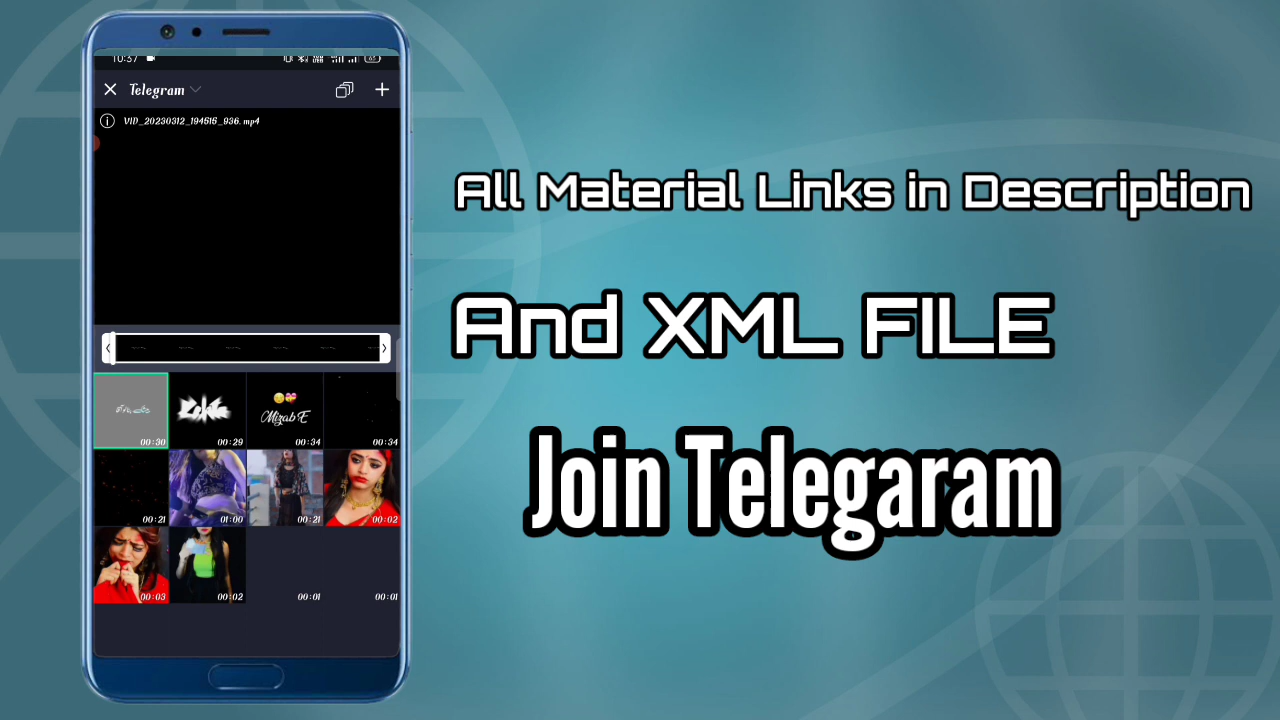 10:37
Telegram
VID_20230312_194616_936.mp4
00:30
00:29
Mizab E
00:34
00:34
00:21
01:00
00:21
00:02
00:03
00:02
00:01
00:01
All Material Links in Description
And XML FILE
Join Telegaram